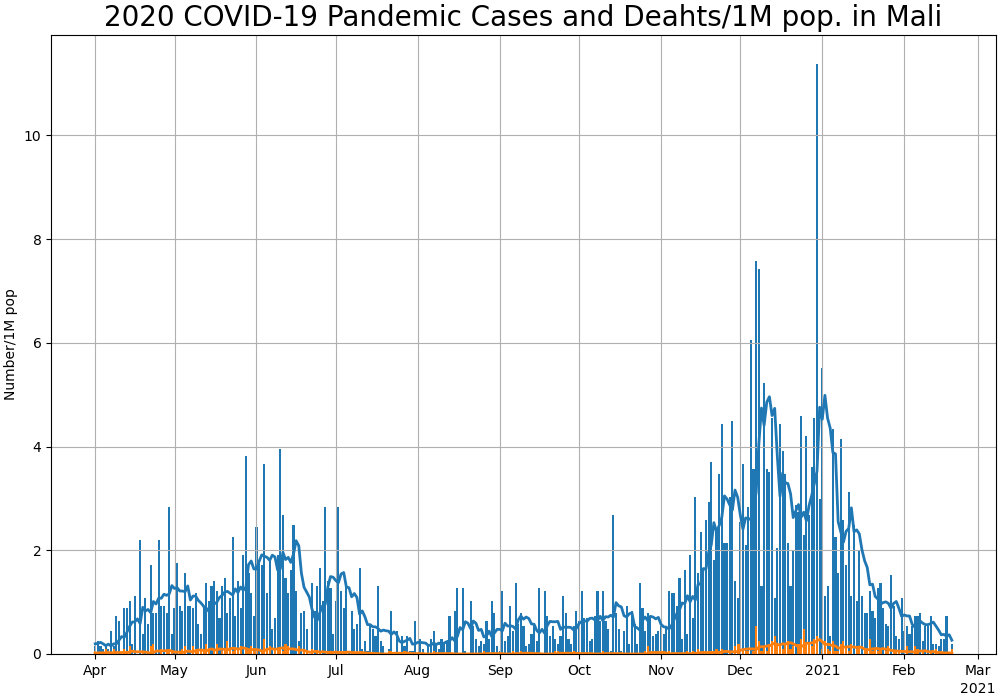 2020 COVID-19 Pandemic Cases and Deahts/1M pop. in Mali
Number/1M pop
10
8
6
4
2
0
Apr May Jun Jul Aug Sep Oct Nov Dec 2021 Feb Mar
2021